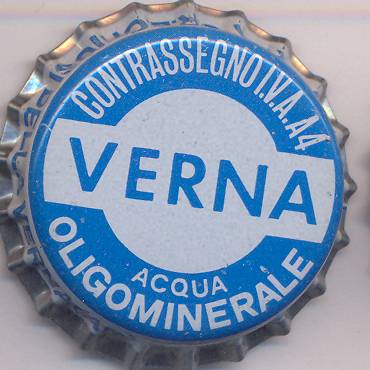 CONTRASSEGNO I.V.A. A4
VERNA
ACQUA
OLIGOMINERALE